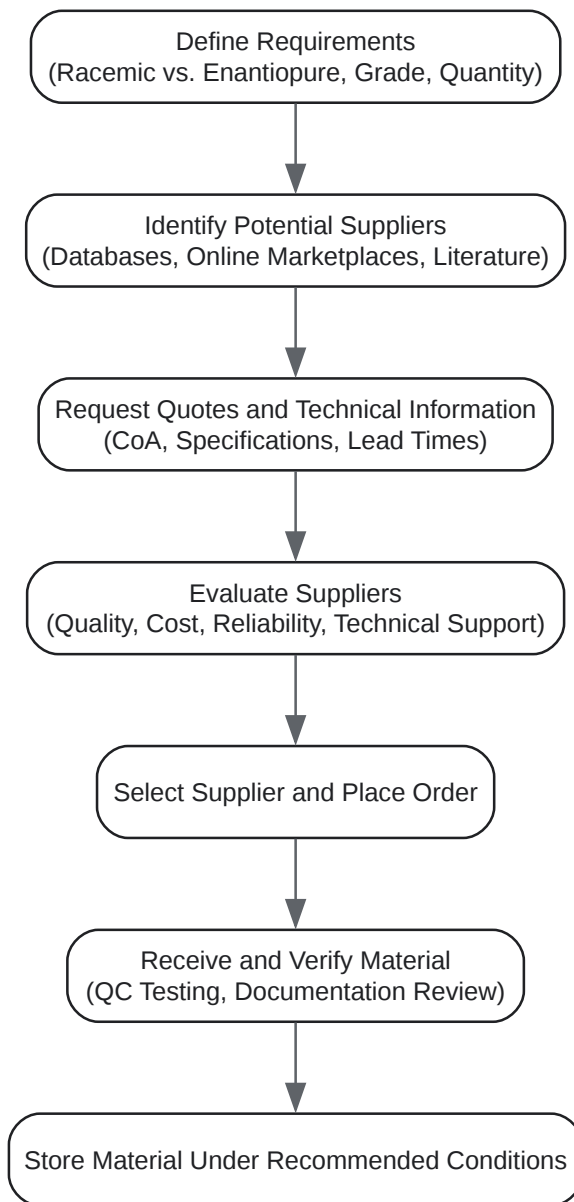 Define Requirements
(Racemic vs. Enantiopure, Grade, Quantity)
Identify Potential Suppliers
(Databases, Online Marketplaces, Literature)
Request Quotes and Technical Information
(CoA, Specifications, Lead Times)
Evaluate Suppliers
(Quality, Cost, Reliability, Technical Support)
Select Supplier and Place Order
Receive and Verify Material
(QC Testing, Documentation Review)
Store Material Under Recommended Conditions